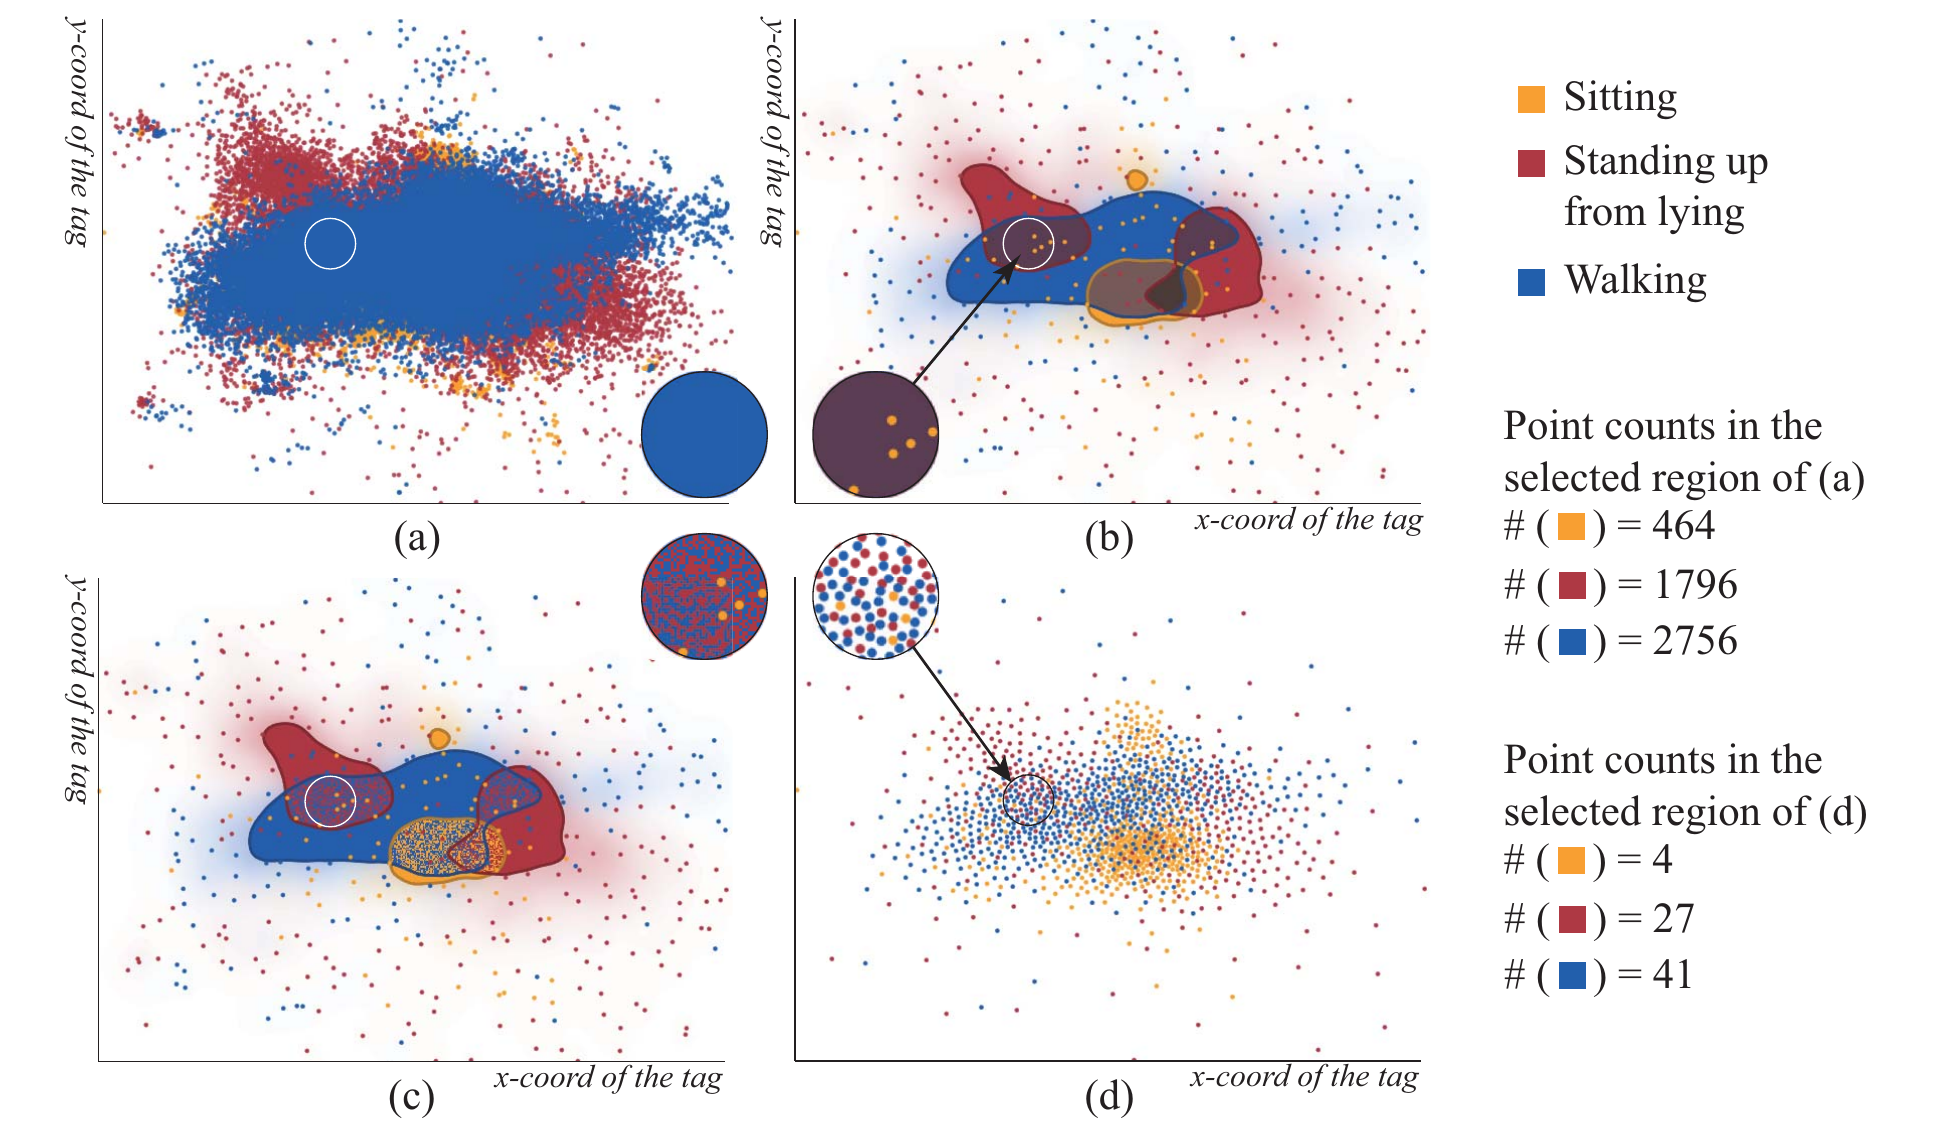 y-coord of the tag
(a)
y-coord of the tag
x-coord of the tag
(b)
y-coord of the tag
x-coord of the tag
(c)
x-coord of the tag
(d)
Sitting
Standing up
from lying
Walking
Point counts in the
selected region of (a)
# ( ) = 464
# ( ) = 1796
# ( ) = 2756
Point counts in the
selected region of (d)
# ( ) = 4
# ( ) = 27
# ( ) = 41